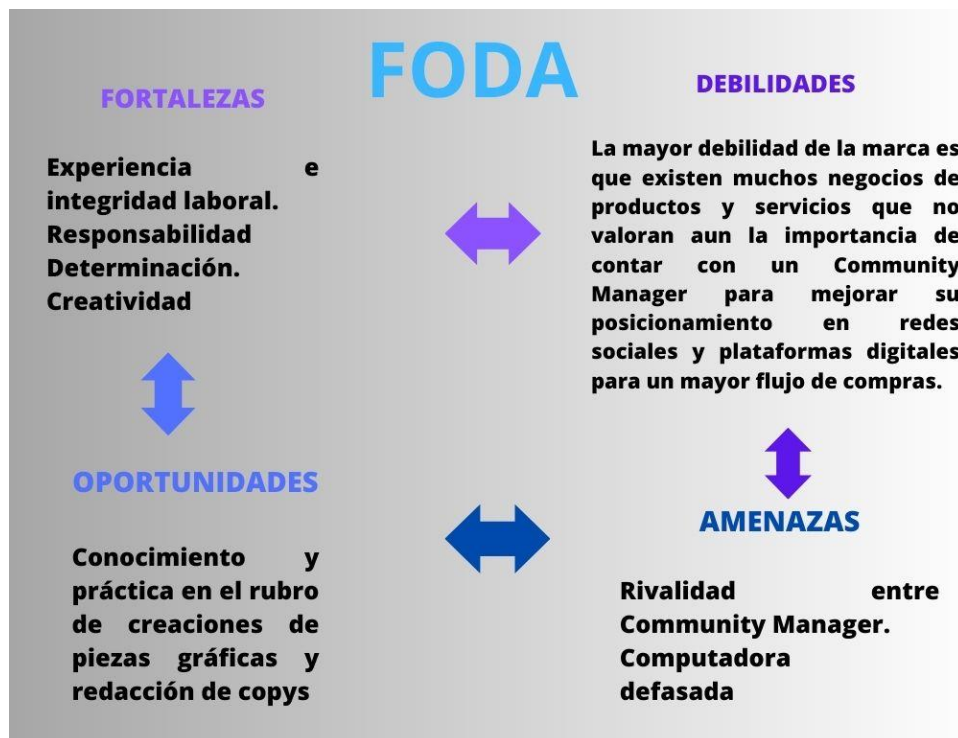 FODA
FORTALEZAS
Experiencia e
integridad laboral.
Responsabilidad
Determinación.
Creatividad
DEBILIDADES
La mayor debilidad de la marca es
que existen muchos negocios de
productos y servicios que no
valoran aun la importancia de
contar con un Community
Manager para mejorar su
posicionamiento en redes
sociales y plataformas digitales
para un mayor flujo de compras.
OPORTUNIDADES
Conocimiento y
práctica en el rubro
de creaciones de
piezas gráficas y
redacción de copys
AMENAZAS
Rivalidad entre
Community Manager.
Computadora
defasada